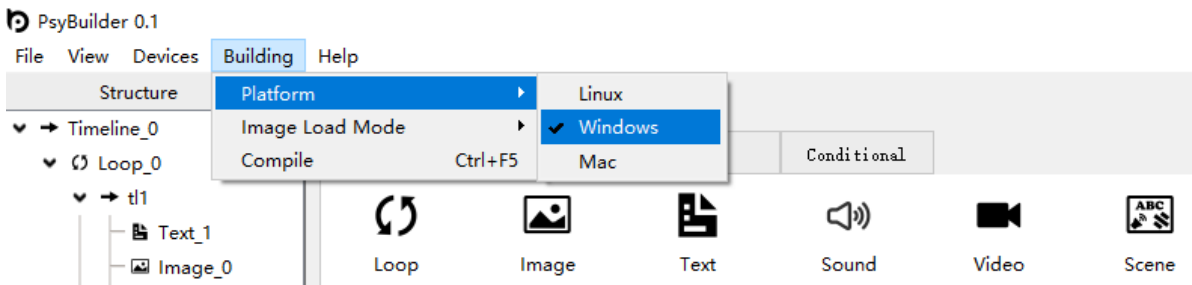 PsyBuilder 0.1
File View Devices Building Help
Structure
Platform
Linux
Timeline_0
Image Load Mode
Windows
Conditional
Loop_0
Compile Ctrl+F5
Mac
tl1
ABC
Text_1
Image_0
Loop Image Text Sound Video Scene